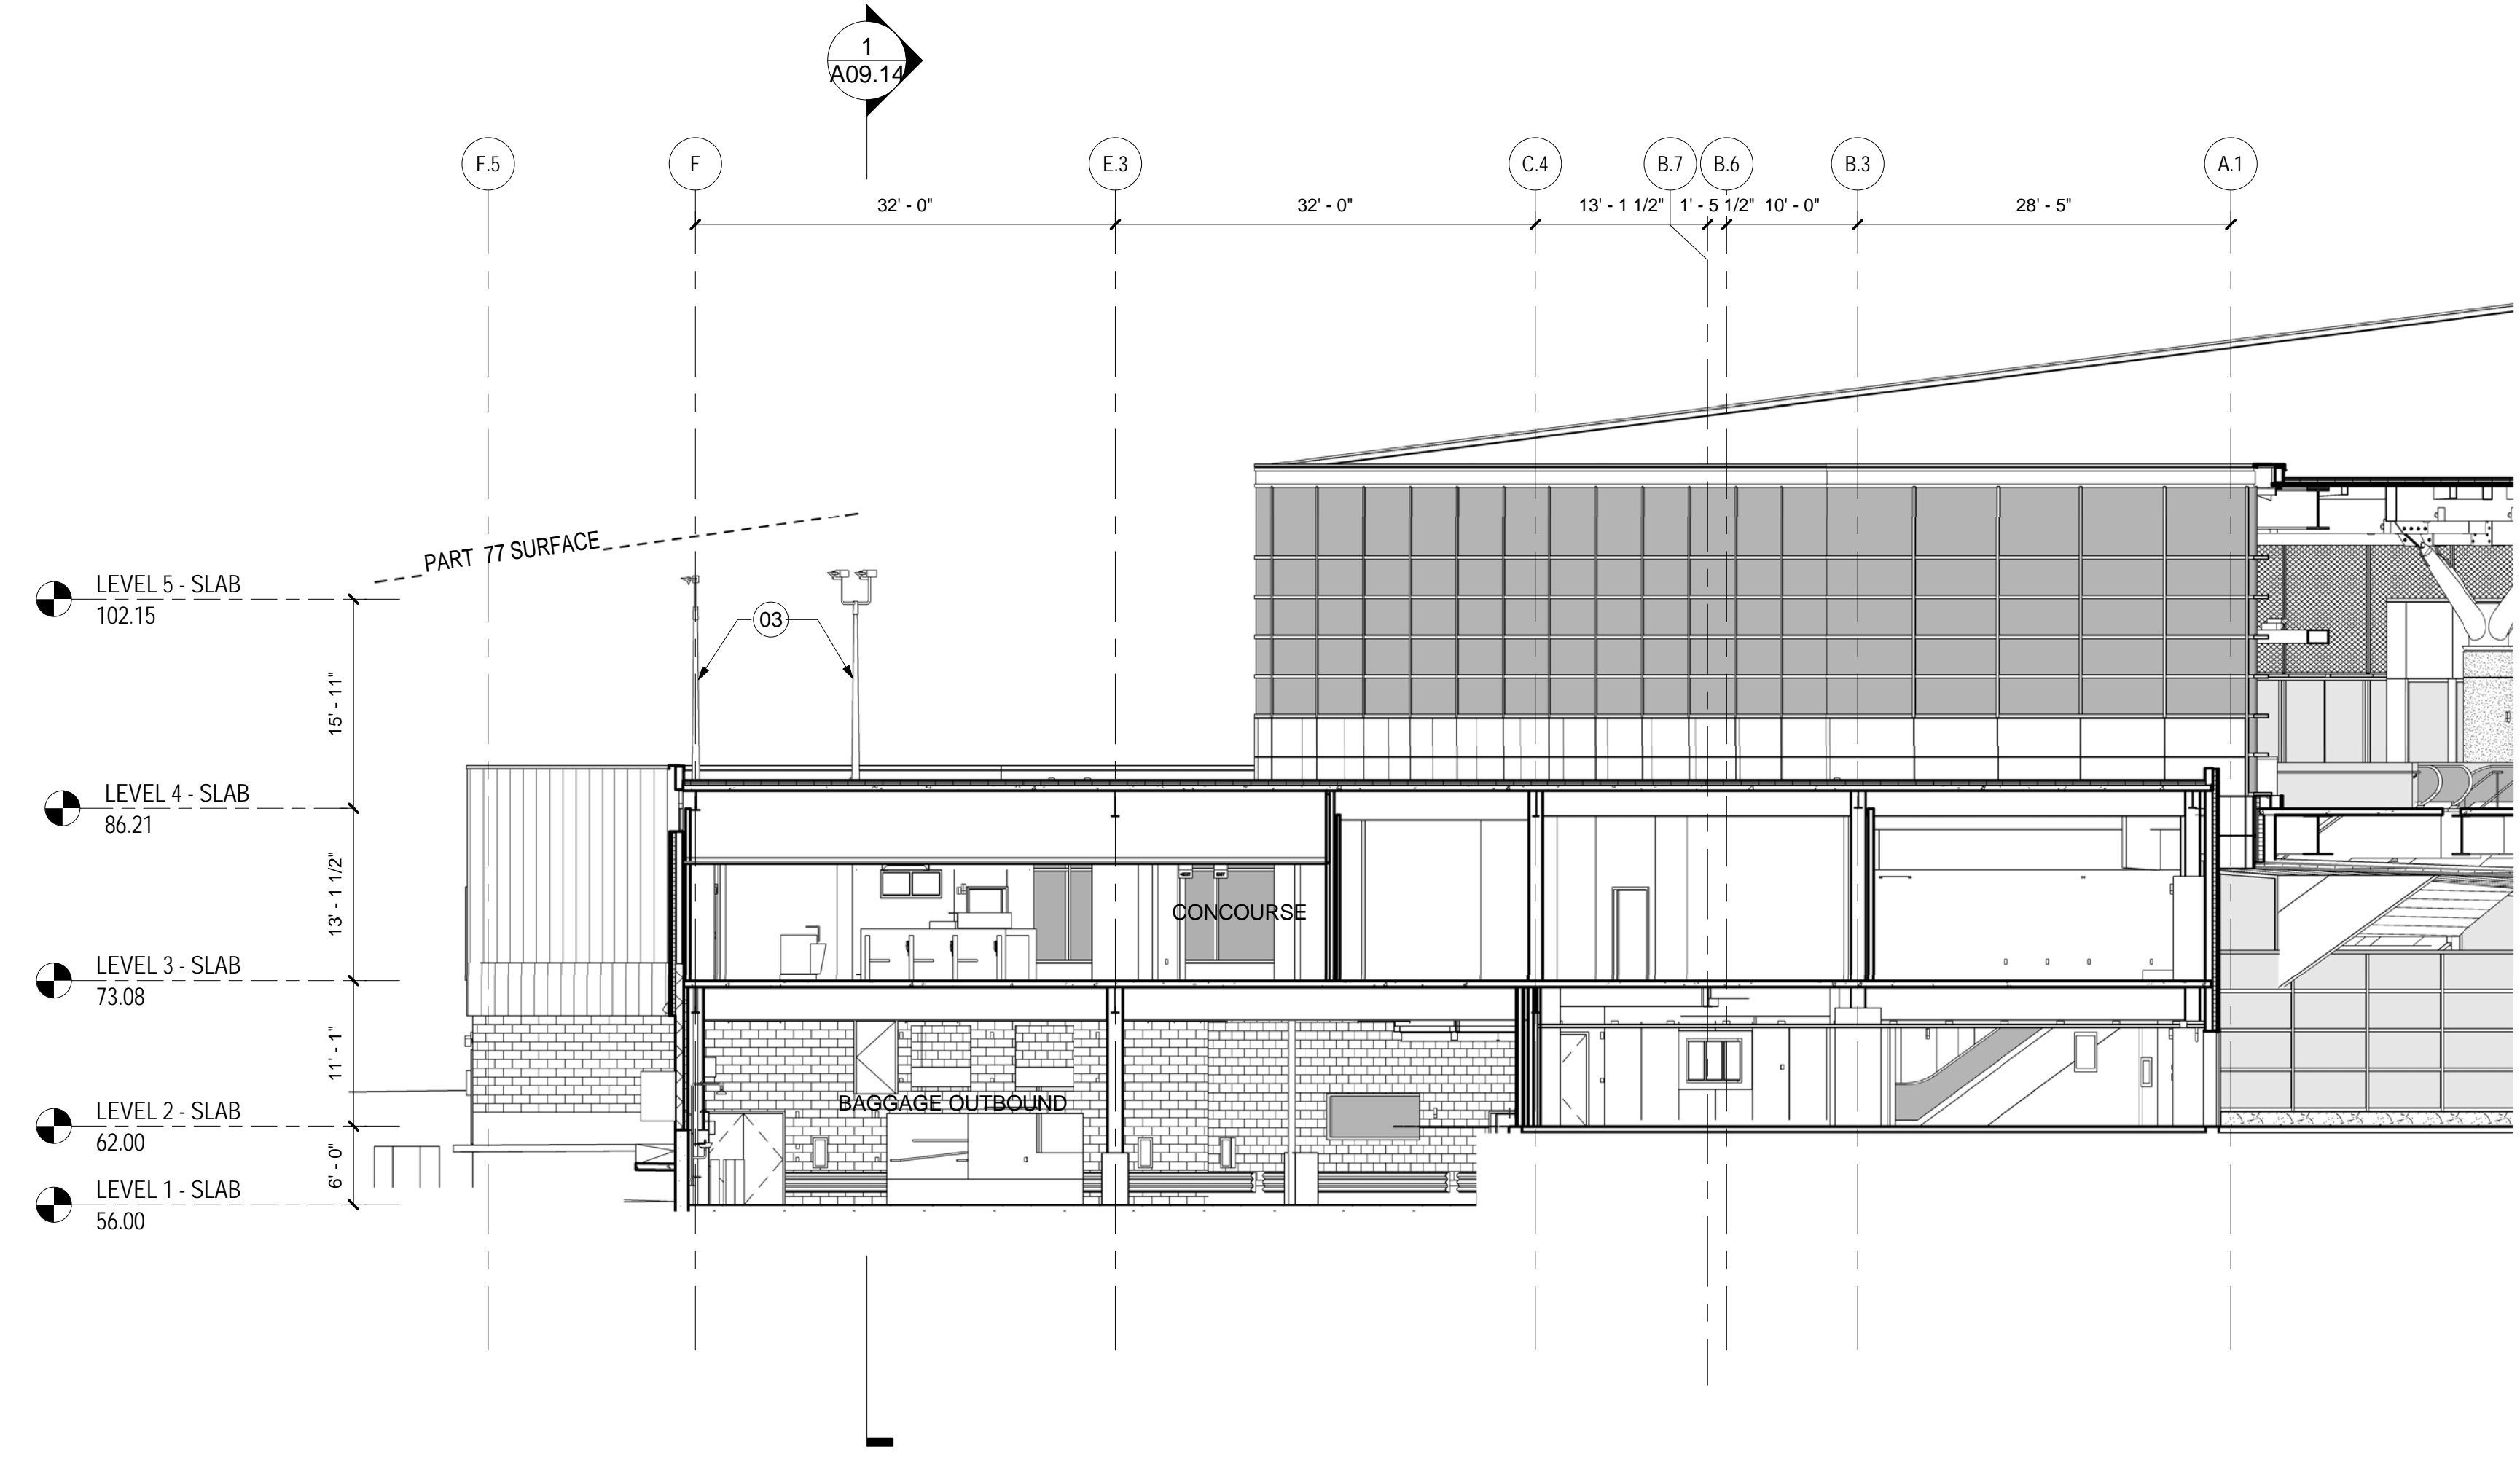 1
A09.14
F.5
F
E.3
C.4
B.7
B.6
B.3
A.1
32' - 0"
32' - 0"
13' - 1 1/2"
1' - 5 1/2"
10' - 0"
28' - 5"
PART 77 SURFACE
LEVEL 5 - SLAB
102.15
03
15' - 11"
LEVEL 4 - SLAB
86.21
13' - 1 1/2"
CONCOURSE
LEVEL 3 - SLAB
73.08
11' - 1"
BAGGAGE OUTBOUND
LEVEL 2 - SLAB
62.00
6' - 0"
LEVEL 1 - SLAB
56.00